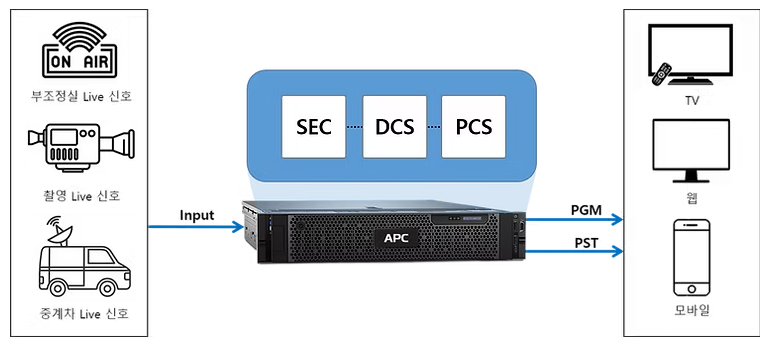 ON AIR
부조정실 Live 신호
촬영 Live 신호
중계차 Live 신호
Input
SEC
DCS
PCS
APC
PGM
PST
TV
웹
모바일